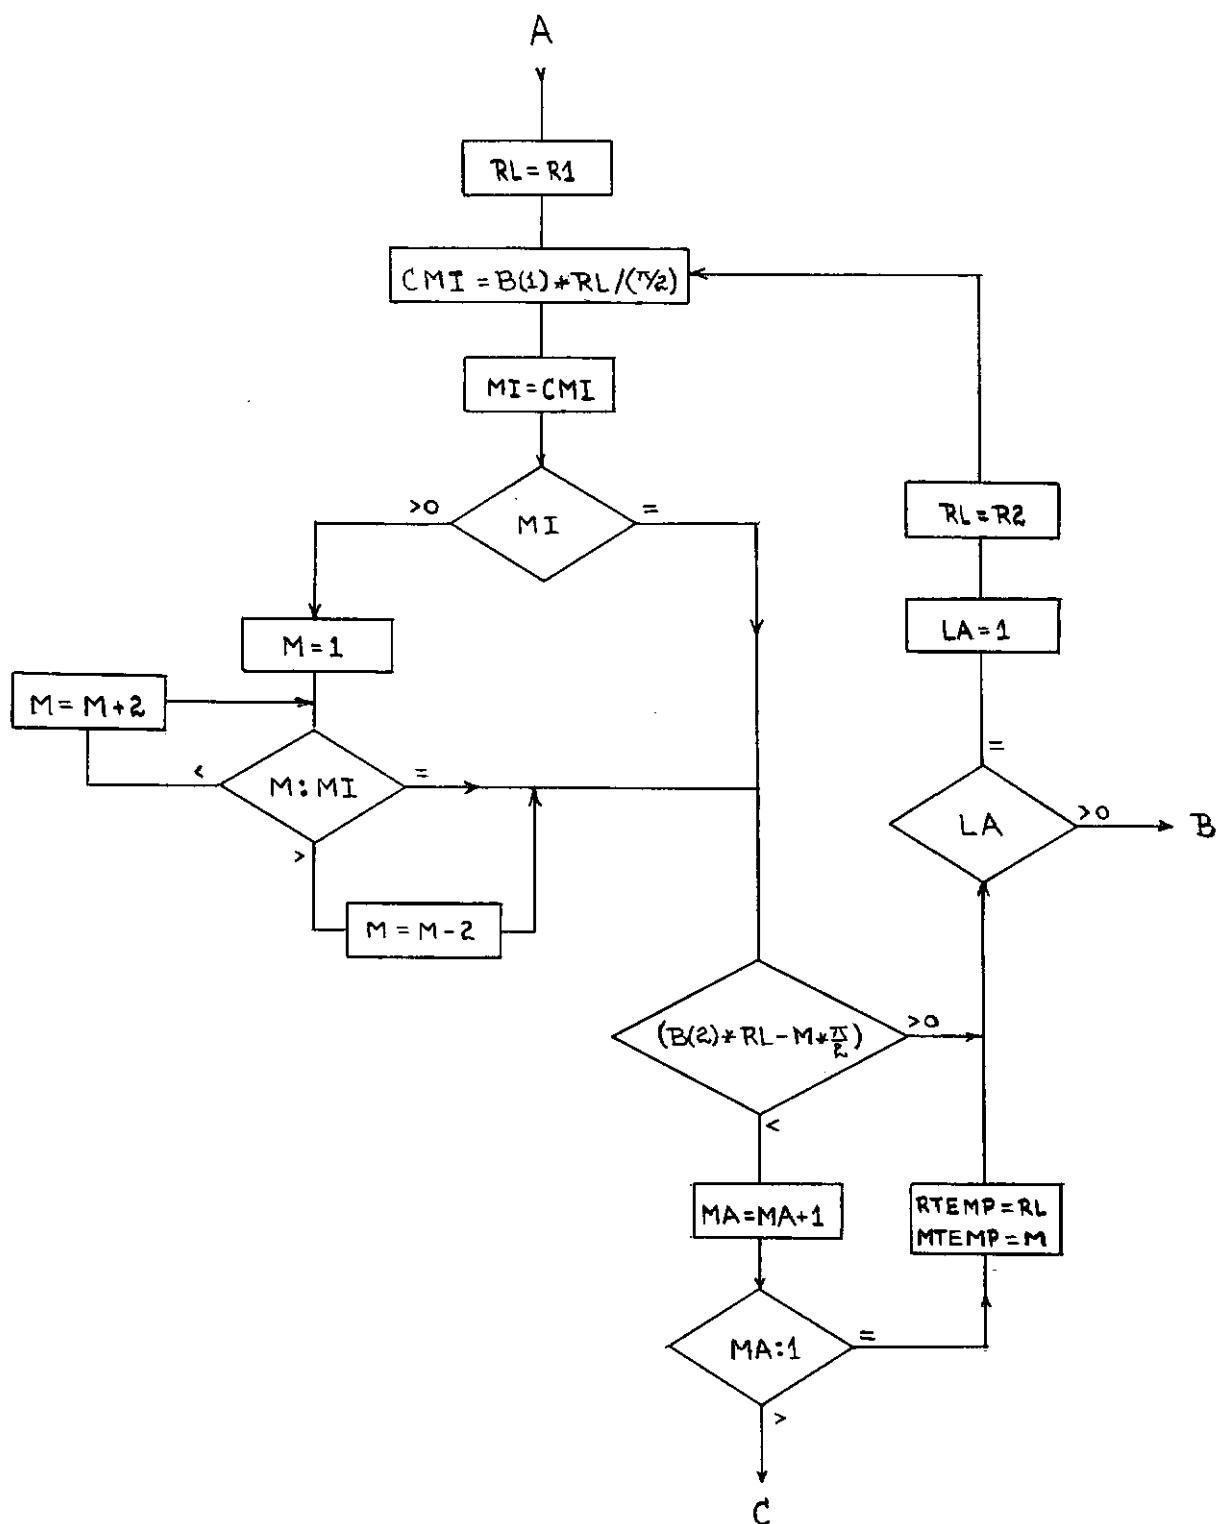 A
RL = R1
CMI = B(1) * RL / (π/2)
MI = CMI
>0
MI
=
RL = R2
M = 1
LA = 1
M = M+2
=
<
M : MI
=
LA
>0
B
>
M = M - 2
(B(2) * RL - M * π/2)
>0
<
MA = MA+1
RTEMP = RL
MTEMP = M
MA : 1
=
>
C